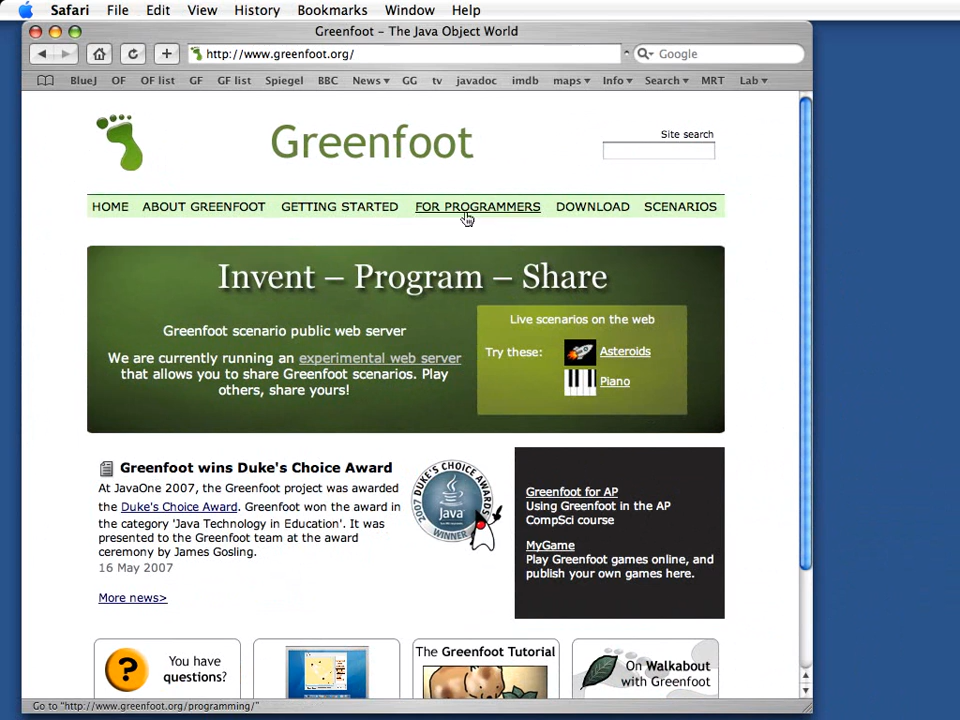 Safari File Edit View History Bookmarks Window Help
Greenfoot – The Java Object World
http://www.greenfoot.org/
Google
BlueJ OF OF list GF GF list Spiegel BBC News GG tv javadoc imdb maps Info Search MRT Lab
Greenfoot
Site search
HOME ABOUT GREENFOOT GETTING STARTED FOR PROGRAMMERS DOWNLOAD SCENARIOS
Invent – Program – Share
Greenfoot scenario public web server
We are currently running an experimental web server
that allows you to share Greenfoot scenarios. Play
others, share yours!
Live scenarios on the web
Try these:
Asteroids
Piano
Greenfoot wins Duke's Choice Award
At JavaOne 2007, the Greenfoot project was awarded
the Duke's Choice Award. Greenfoot won the award in
the category 'Java Technology in Education'. It was
presented to the Greenfoot team at the award
ceremony by James Gosling.
16 May 2007
More news>
2007 DUKE'S CHOICE AWARDS
Java
WINNER
Greenfoot for AP
Using Greenfoot in the AP
CompSci course
MyGame
Play Greenfoot games online, and
publish your own games here.
?
You have
questions?
The Greenfoot Tutorial
On Walkabout
with Greenfoot
Go to "http://www.greenfoot.org/programming/"